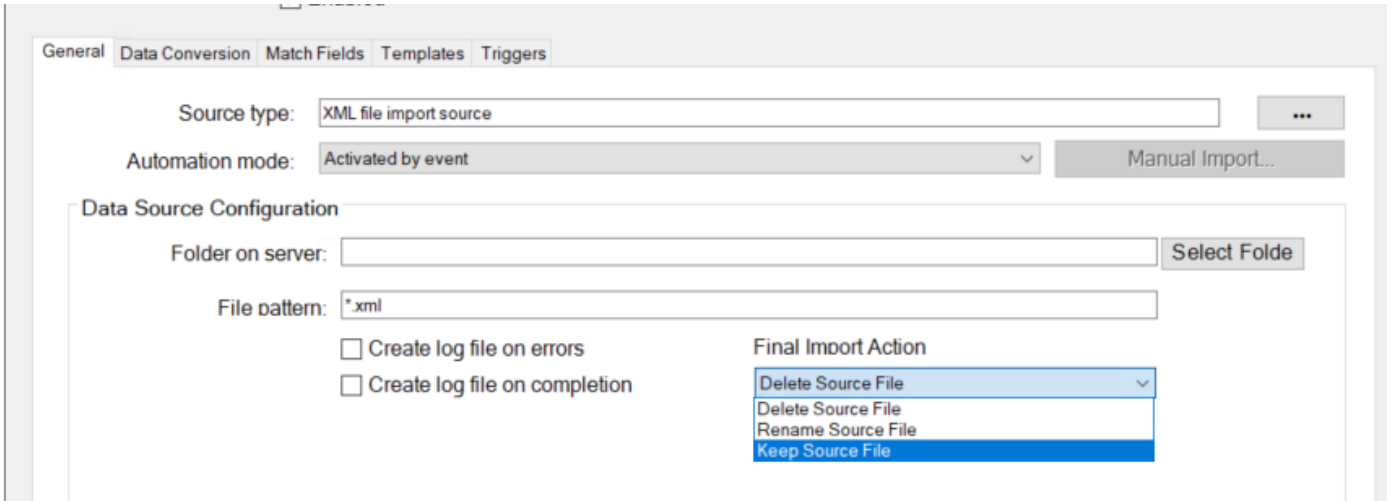 Enabled
General Data Conversion Match Fields Templates Triggers
Source type: XML file import source ...
Automation mode: Activated by event Manual Import...
Data Source Configuration
Folder on server: Select Folde
File pattern: *.xml
Create log file on errors Final Import Action
Create log file on completion Delete Source File
Delete Source File
Rename Source File
Keep Source File